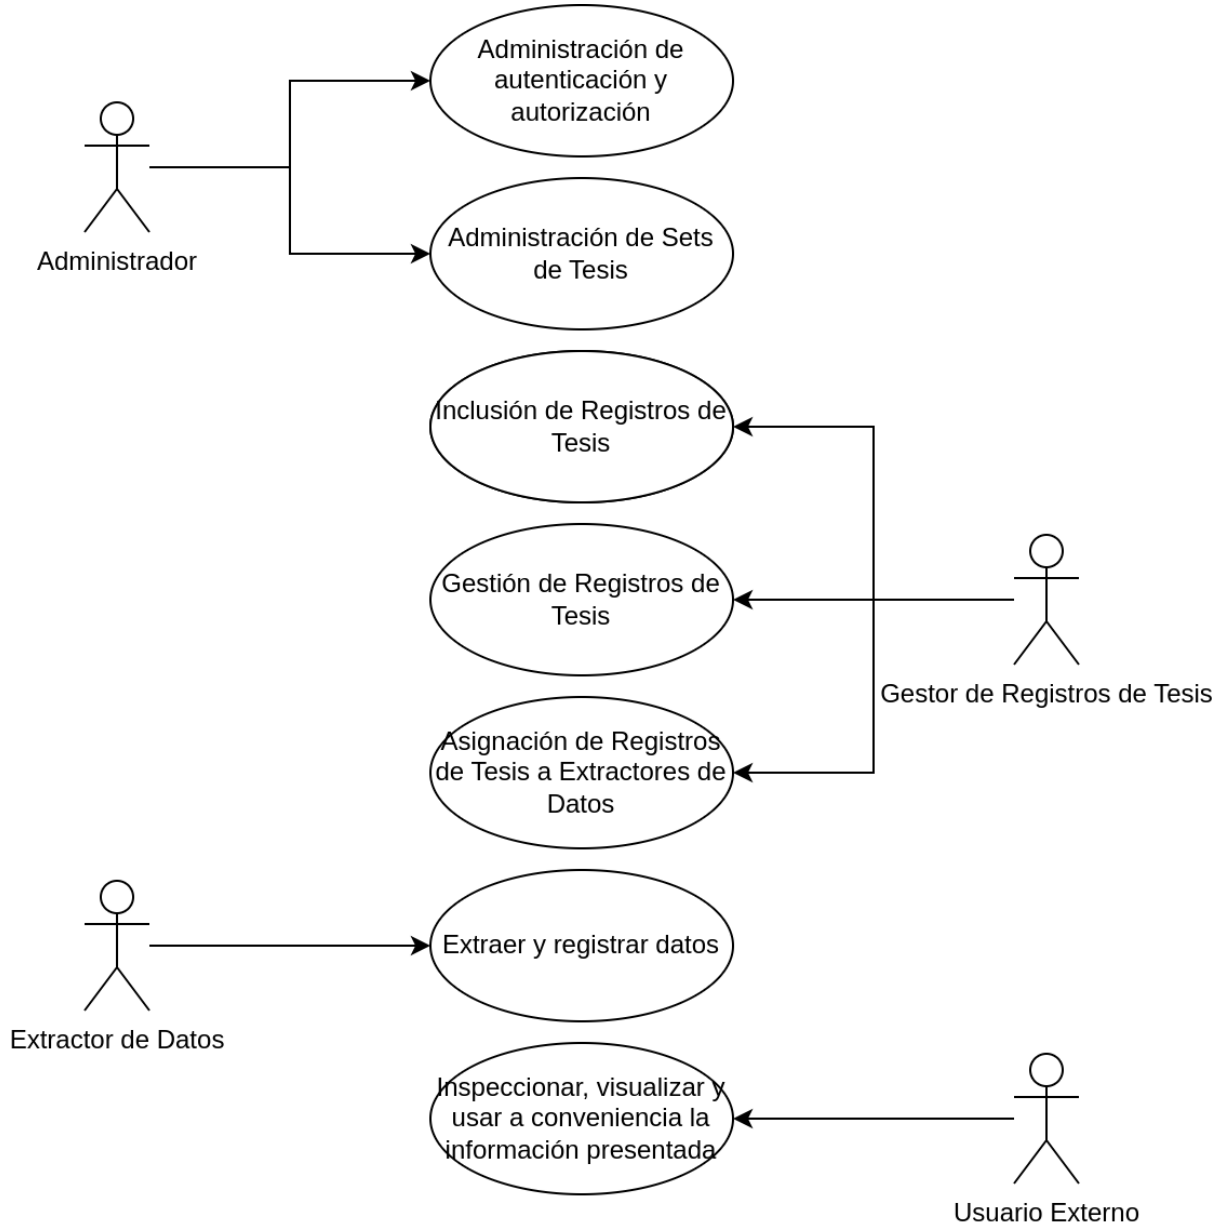 Administración de
autenticación y
autorización
Administrador
Administración de Sets
de Tesis
Inclusión de Registros de
Tesis
Gestión de Registros de
Tesis
Gestor de Registros de Tesis
Asignación de Registros
de Tesis a Extractores de
Datos
Extraer y registrar datos
Extractor de Datos
Inspeccionar, visualizar y
usar a conveniencia la
información presentada
Usuario Externo